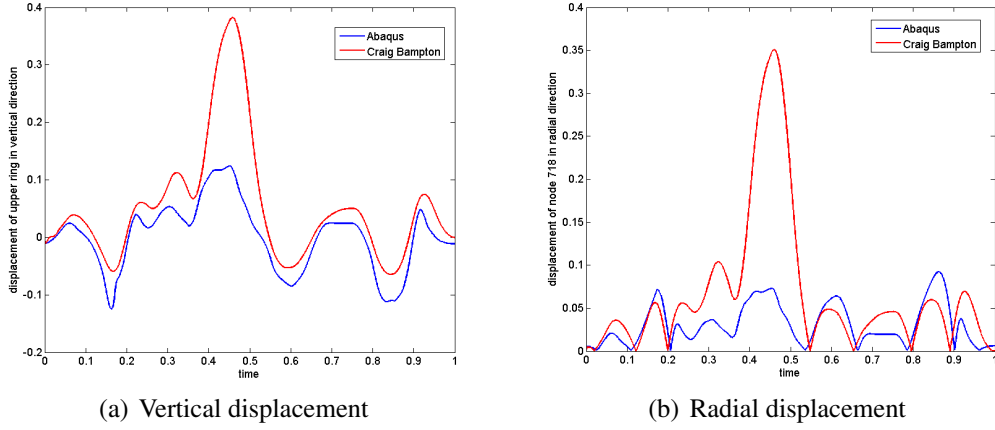 0.4
0.3
0.2
0.1
0
-0.1
-0.2
displacement of upper ring in vertical direction
Abaqus
Craig Bampton
0 0.1 0.2 0.3 0.4 0.5 0.6 0.7 0.8 0.9 1
time
(a) Vertical displacement
0.4
0.35
0.3
0.25
0.2
0.15
0.1
0.05
0
displacement of node 718 in radial direction
Abaqus
Craig Bampton
0 0.1 0.2 0.3 0.4 0.5 0.6 0.7 0.8 0.9 1
time
(b) Radial displacement